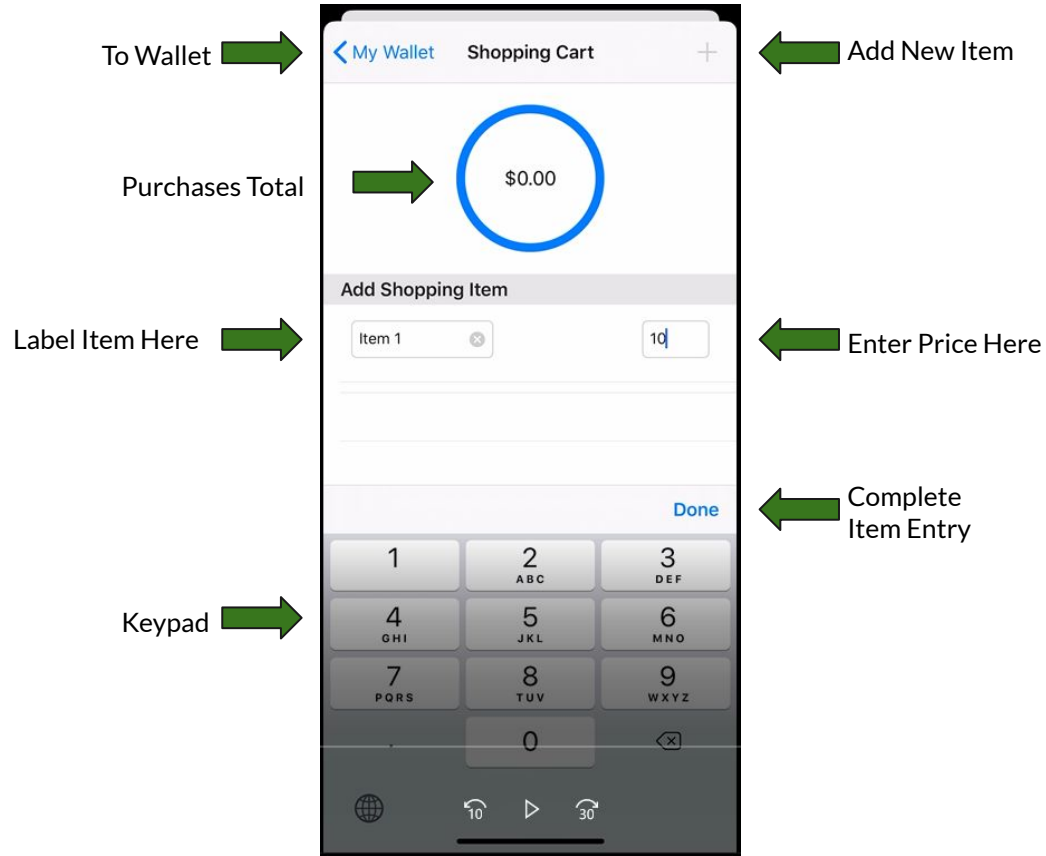 To Wallet
My Wallet
Shopping Cart
Add New Item
Purchases Total
$0.00
Add Shopping Item
Label Item Here
Item 1
10
Enter Price Here
Done
Complete
Item Entry
Keypad
1
2
ABC
3
DEF
4
GHI
5
JKL
6
MNO
7
PQRS
8
TUV
9
WXYZ
.
0
10
30